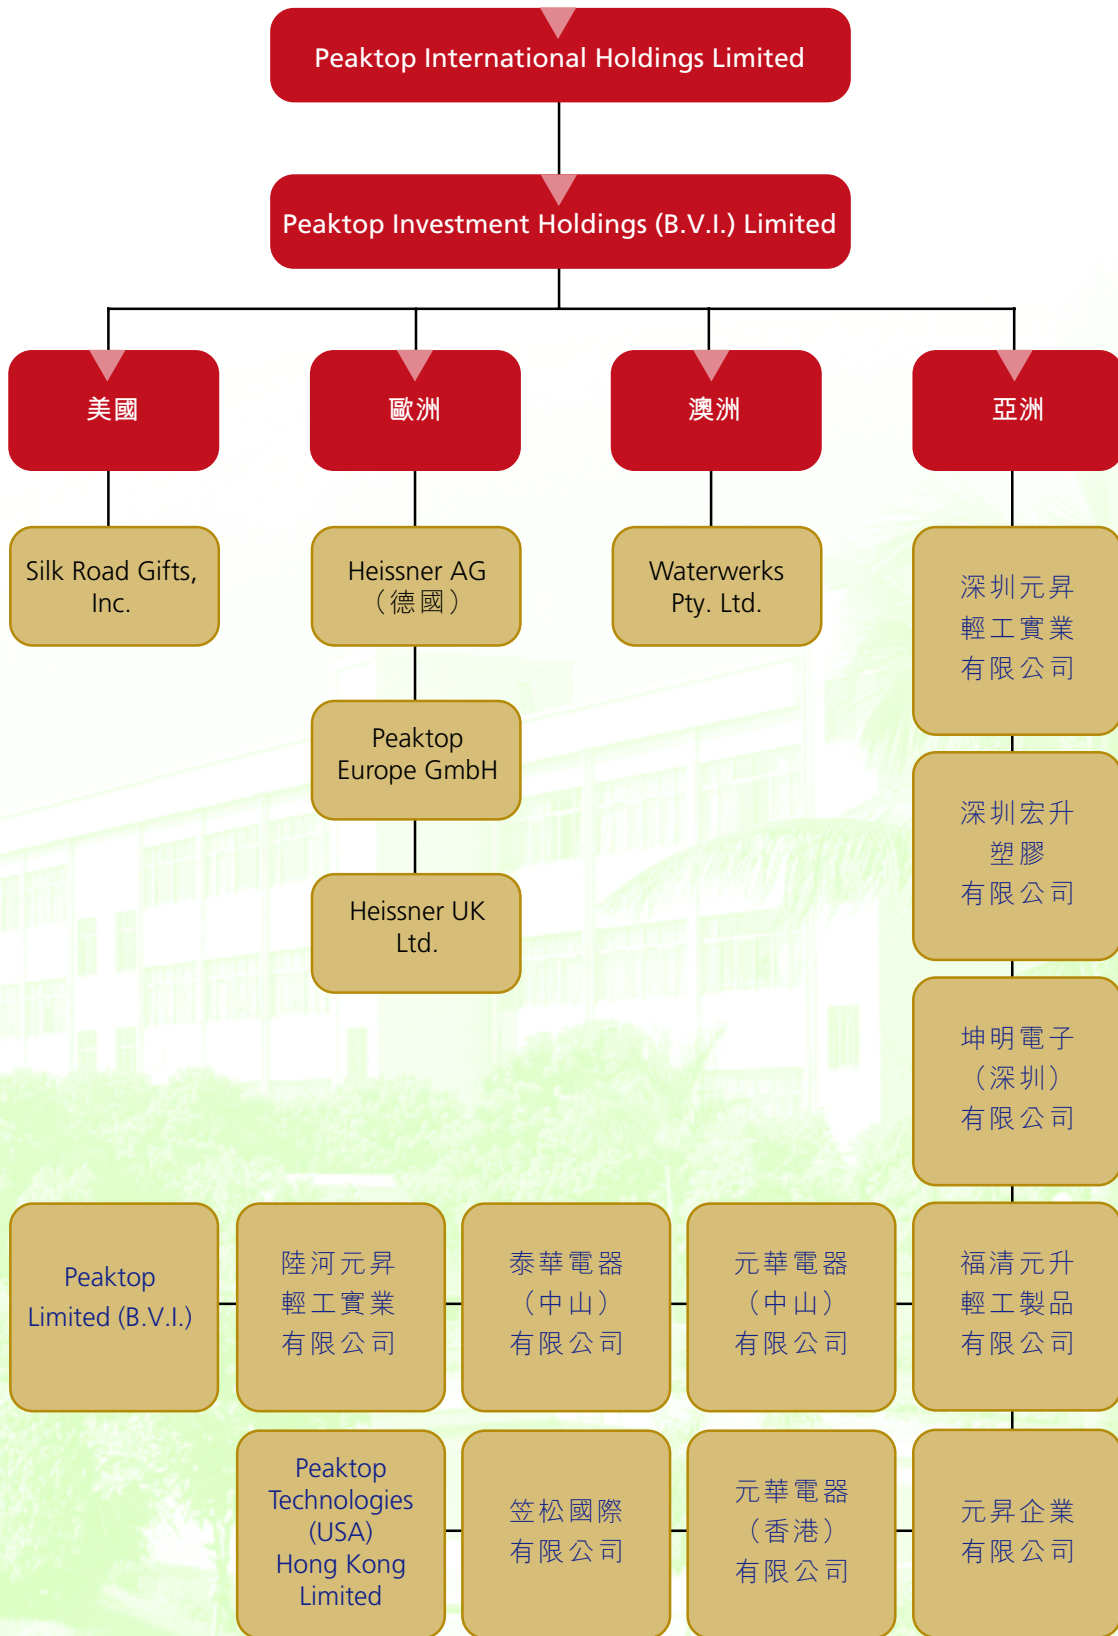 Peaktop International Holdings Limited
Peaktop Investment Holdings (B.V.I.) Limited
美國
歐洲
澳洲
亞洲
Silk Road Gifts,
Inc.
Heissner AG
（德國）
Waterwerks
Pty. Ltd.
深圳元昇
輕工實業
有限公司
Peaktop
Europe GmbH
深圳宏升
塑膠
有限公司
Heissner UK
Ltd.
坤明電子
（深圳）
有限公司
Peaktop
Limited (B.V.I.)
陸河元昇
輕工實業
有限公司
泰華電器
（中山）
有限公司
元華電器
（中山）
有限公司
福清元升
輕工製品
有限公司
Peaktop
Technologies
(USA)
Hong Kong
Limited
笠松國際
有限公司
元華電器
（香港）
有限公司
元昇企業
有限公司